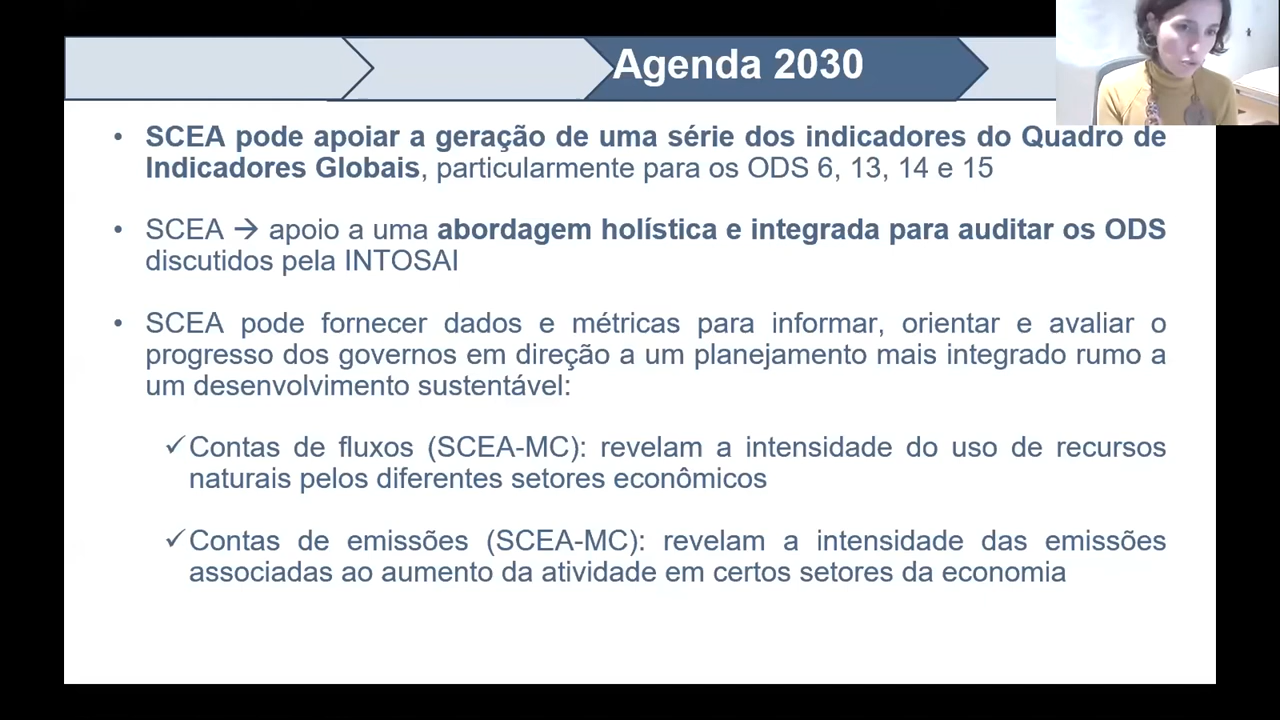 Agenda 2030
• SCEA pode apoiar a geração de uma série dos indicadores do Quadro de
Indicadores Globais, particularmente para os ODS 6, 13, 14 e 15
• SCEA → apoio a uma abordagem holística e integrada para auditar os ODS
discutidos pela INTOSAI
• SCEA pode fornecer dados e métricas para informar, orientar e avaliar o
progresso dos governos em direção a um planejamento mais integrado rumo a
um desenvolvimento sustentável:
✓Contas de fluxos (SCEA-MC): revelam a intensidade do uso de recursos
naturais pelos diferentes setores econômicos
✓Contas de emissões (SCEA-MC): revelam a intensidade das emissões
associadas ao aumento da atividade em certos setores da economia